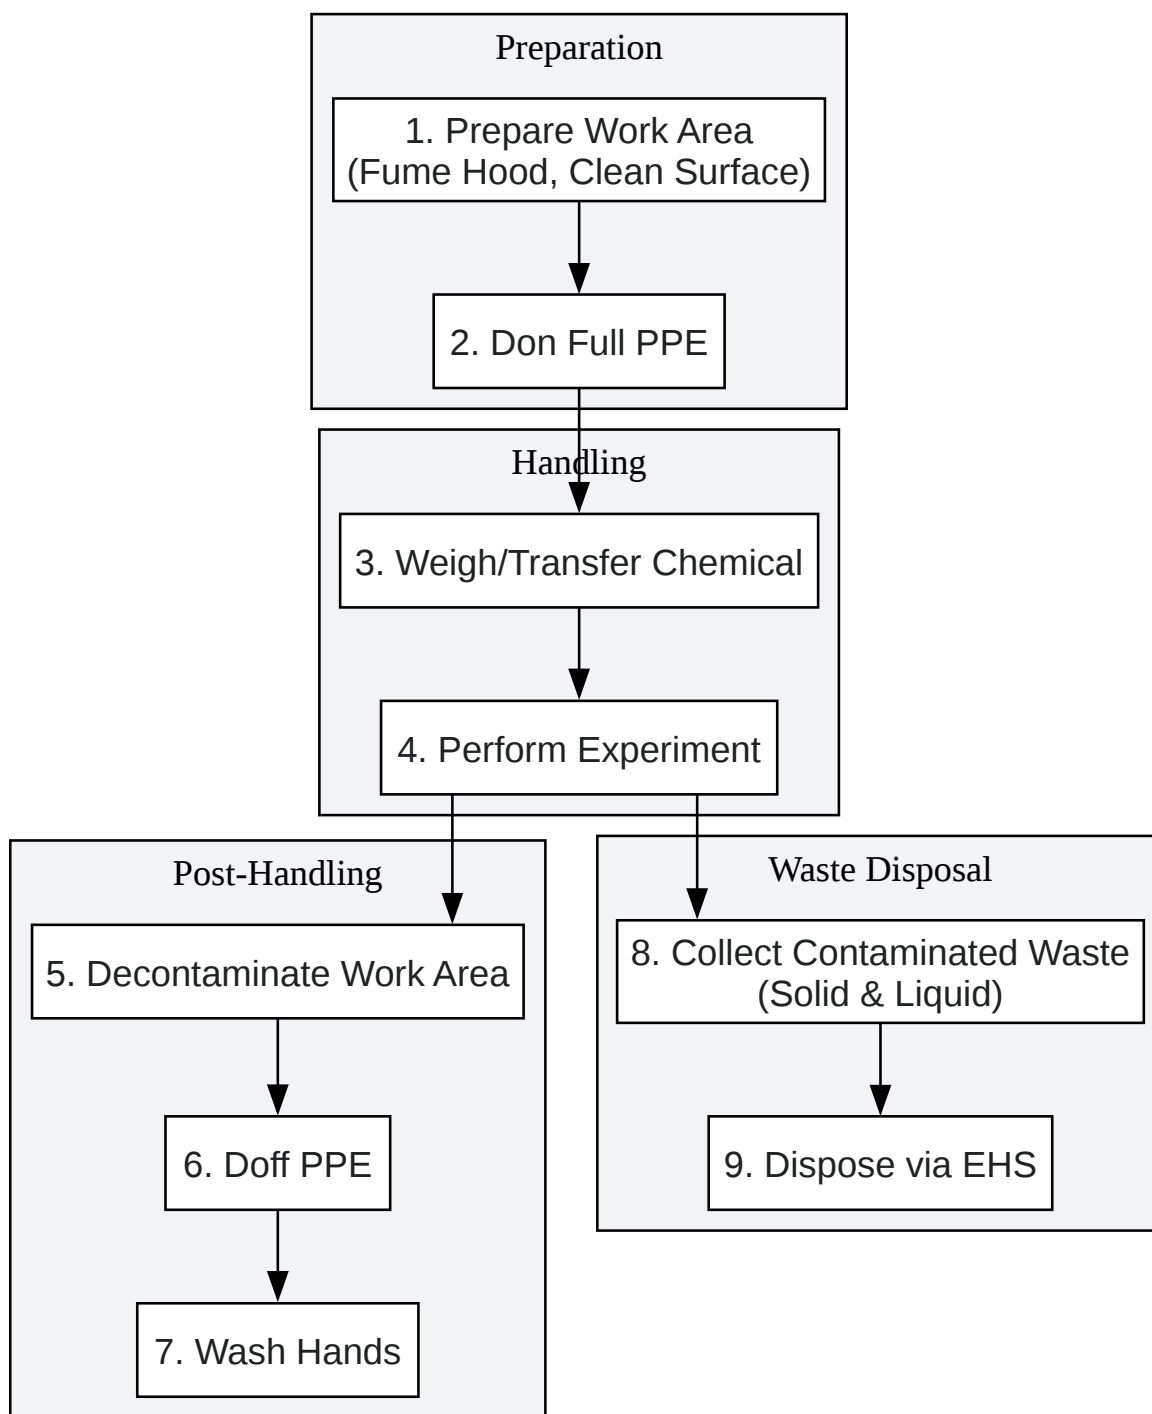 Preparation
1. Prepare Work Area
(Fume Hood, Clean Surface)
2. Don Full PPE
Handling
3. Weigh/Transfer Chemical
4. Perform Experiment
Post-Handling
5. Decontaminate Work Area
6. Doff PPE
7. Wash Hands
Waste Disposal
8. Collect Contaminated Waste
(Solid & Liquid)
9. Dispose via EHS